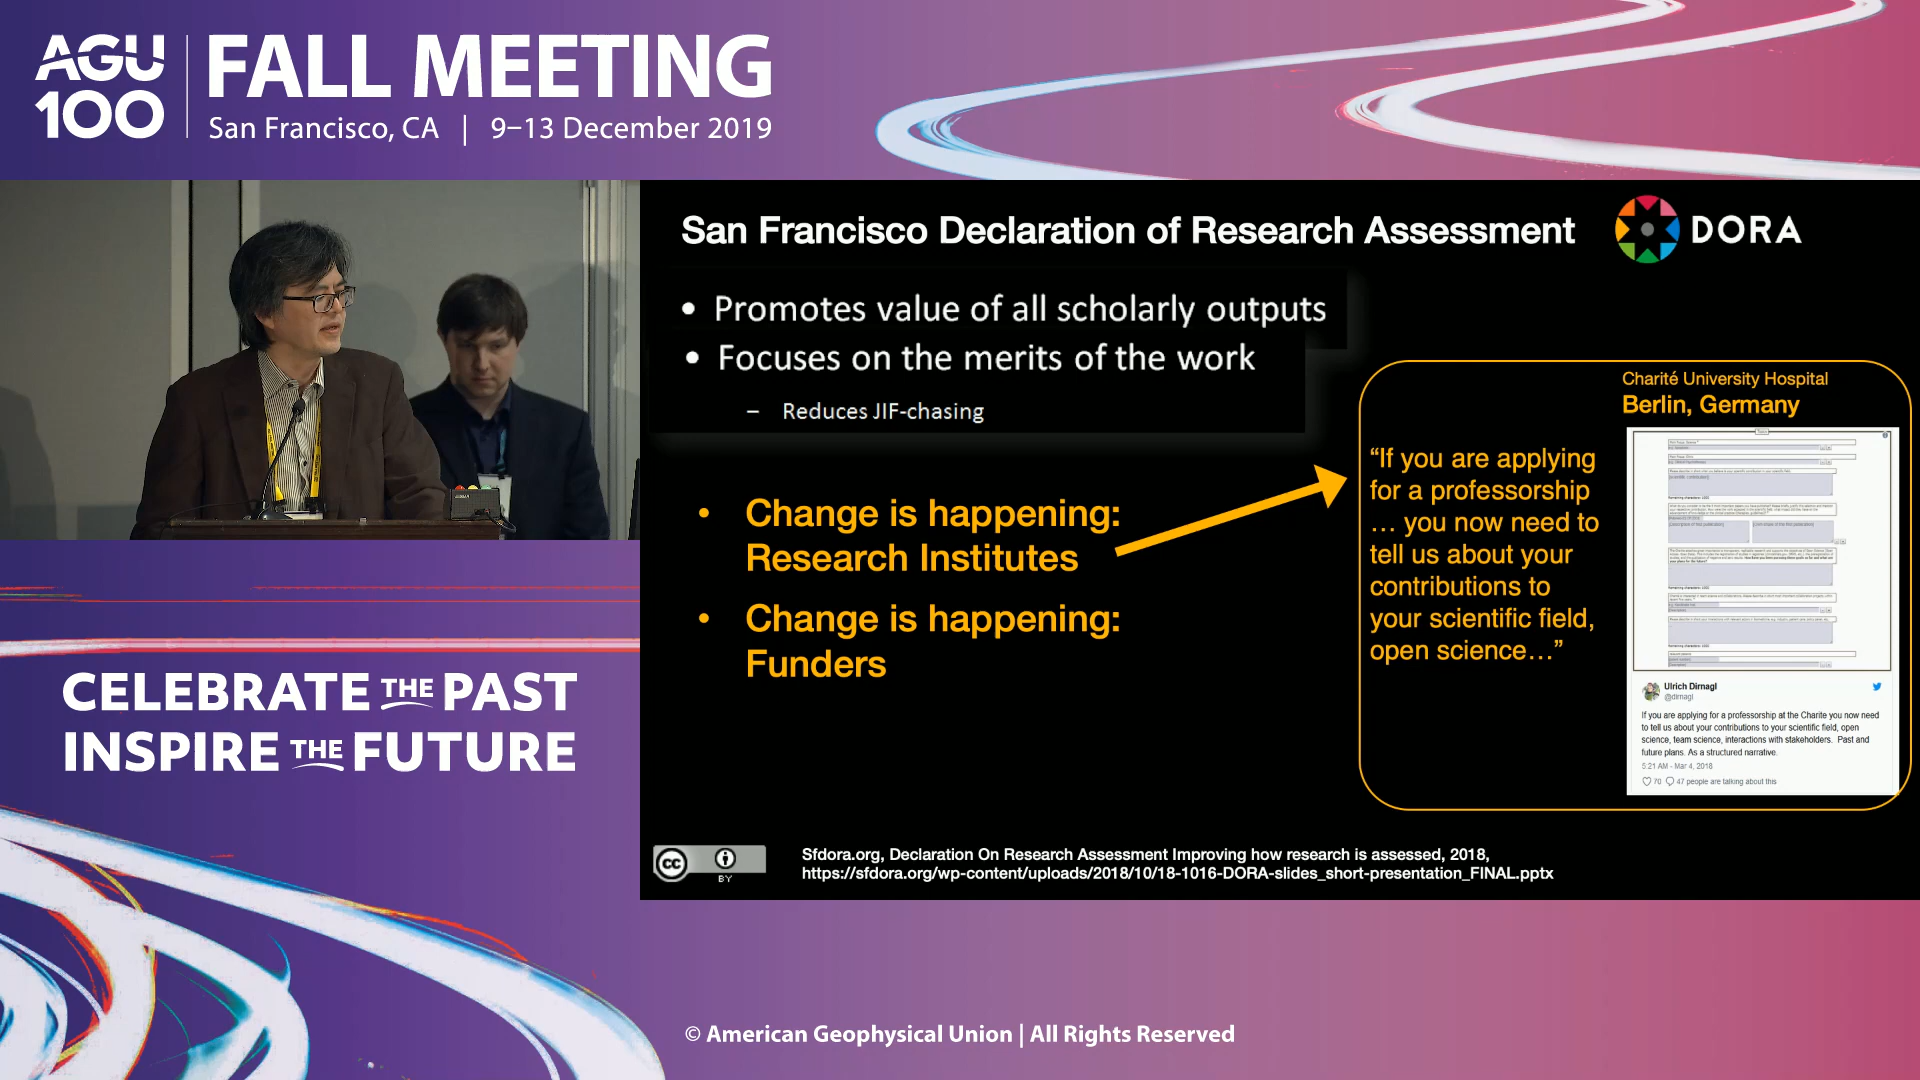 AGU
100
FALL MEETING
San Francisco, CA | 9–13 December 2019
San Francisco Declaration of Research Assessment
DORA
• Promotes value of all scholarly outputs
• Focuses on the merits of the work
– Reduces JIF-chasing
• Change is happening:
Research Institutes
• Change is happening:
Funders
Charité University Hospital
Berlin, Germany
“If you are applying
for a professorship
… you now need to
tell us about your
contributions to
your scientific field,
open science…”
Ulrich Dirnagl
@dirnagl
If you are applying for a professorship at the Charite you now need
to tell us about your contributions to your scientific field, open
science, team science, interactions with stakeholders. Past and
future plans. As a structured narrative.
5:21 AM - Mar 4, 2018
70 47 people are talking about this
cc
BY
Sfdora.org, Declaration On Research Assessment Improving how research is assessed, 2018,
https://sfdora.org/wp-content/uploads/2018/10/18-1016-DORA-slides_short-presentation_FINAL.pptx
CELEBRATE THE PAST
INSPIRE THE FUTURE
© American Geophysical Union | All Rights Reserved